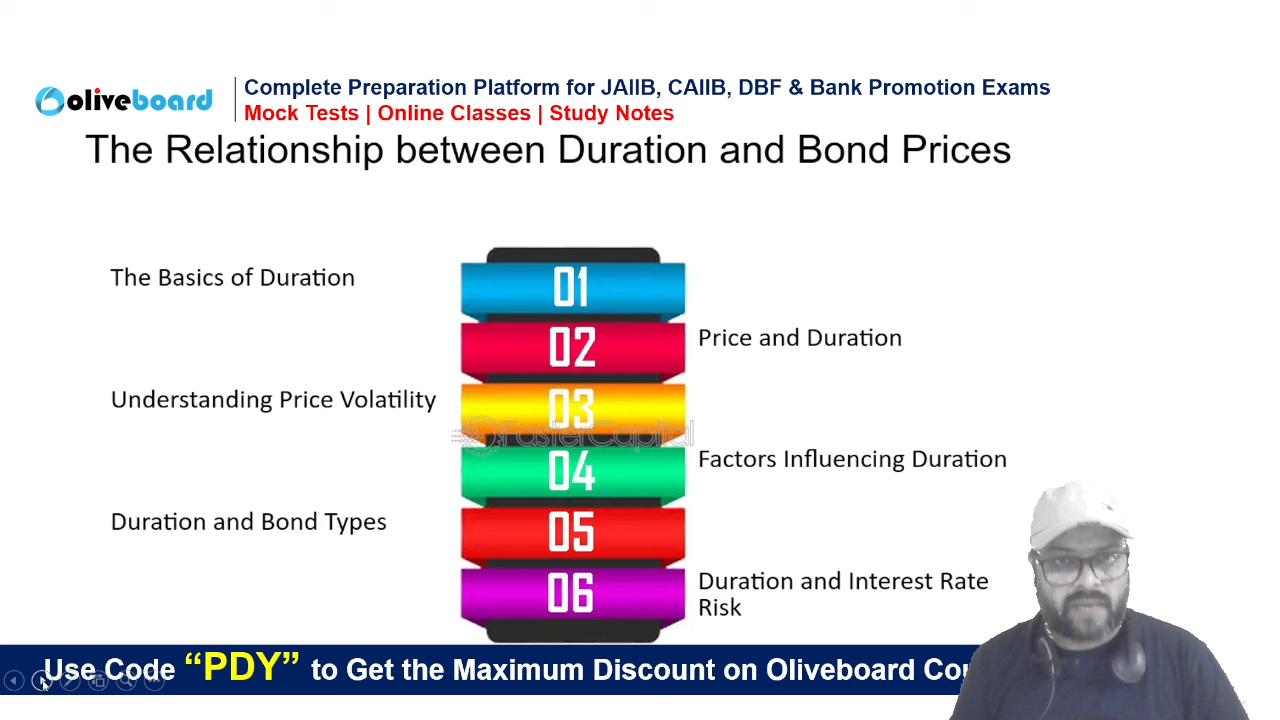 oliveboard
Complete Preparation Platform for JAIIB, CAIIB, DBF & Bank Promotion Exams
Mock Tests | Online Classes | Study Notes
The Relationship between Duration and Bond Prices
The Basics of Duration
01
02
Price and Duration
Understanding Price Volatility
03
FasterCapital
04
Factors Influencing Duration
Duration and Bond Types
05
06
Duration and Interest Rate
Risk
Use Code “PDY” to Get the Maximum Discount on Oliveboard Cou